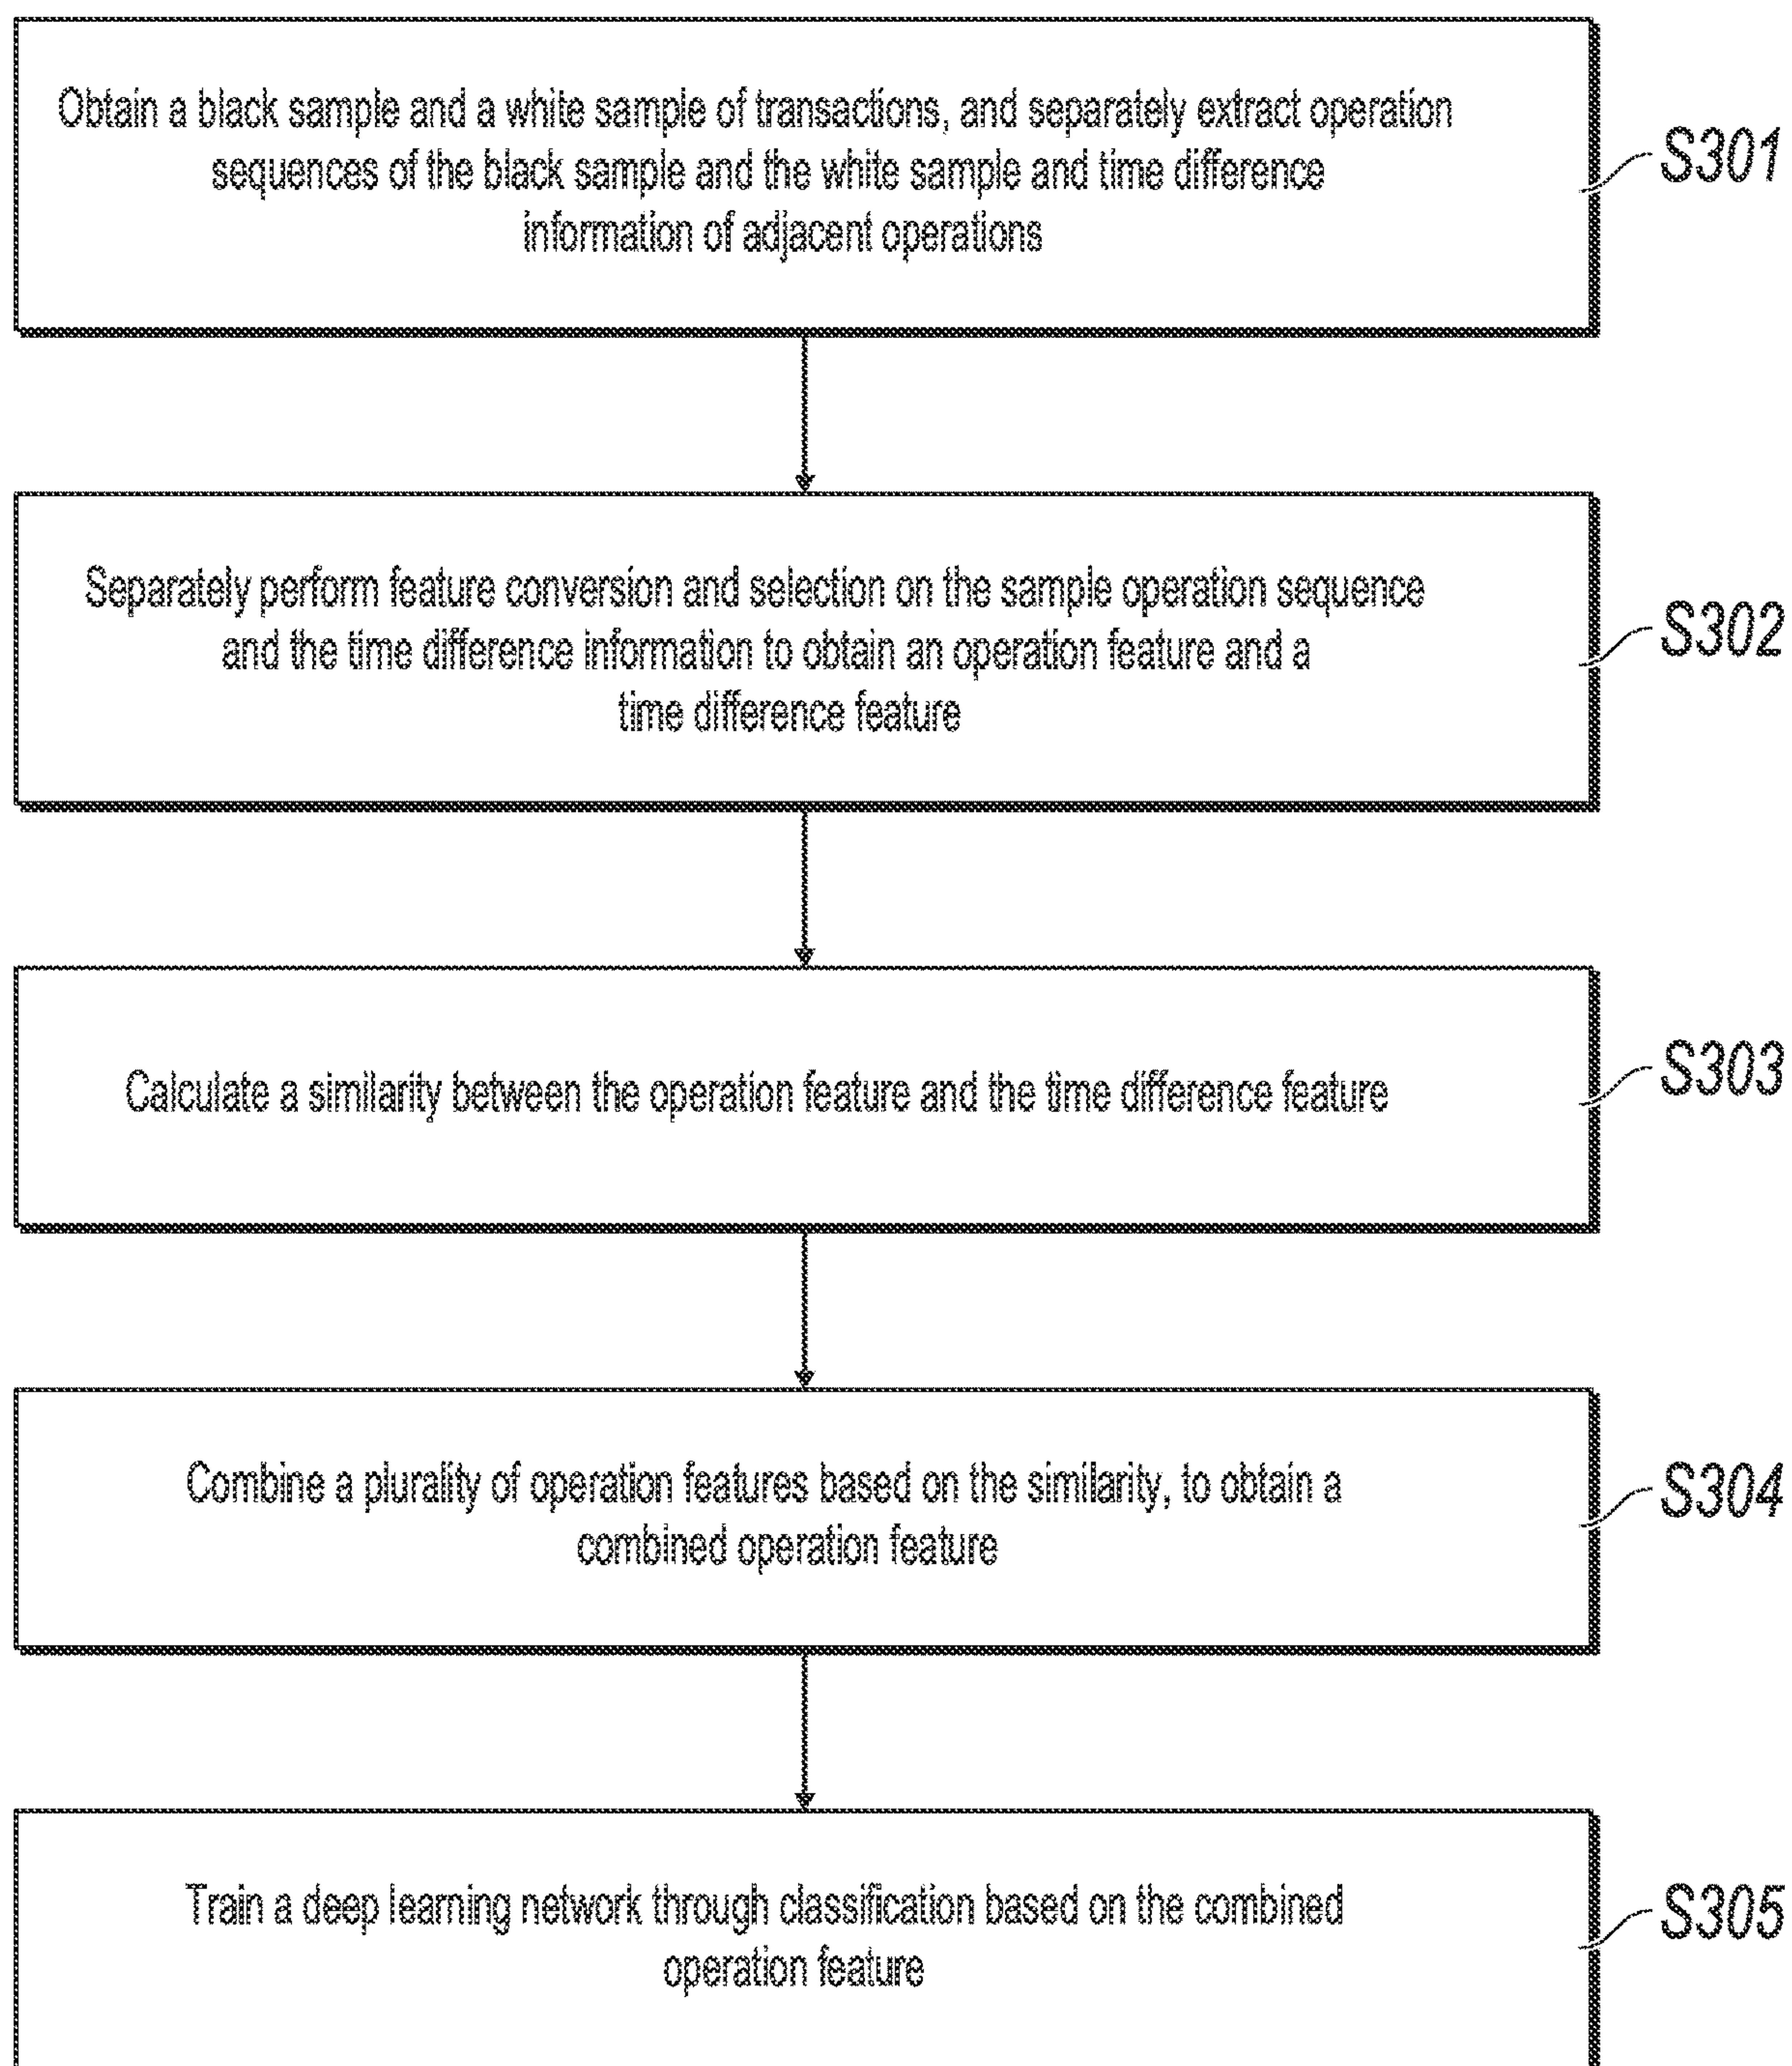 Obtain a black sample and a white sample of transactions, and separately extract operation
sequences of the black sample and the white sample and time difference
information of adjacent operations
S301
Separately perform feature conversion and selection on the sample operation sequence
and the time difference information to obtain an operation feature and a
time difference feature
S302
Calculate a similarity between the operation feature and the time difference feature
S303
Combine a plurality of operation features based on the similarity, to obtain a
combined operation feature
S304
Train a deep learning network through classification based on the combined
operation feature
S305